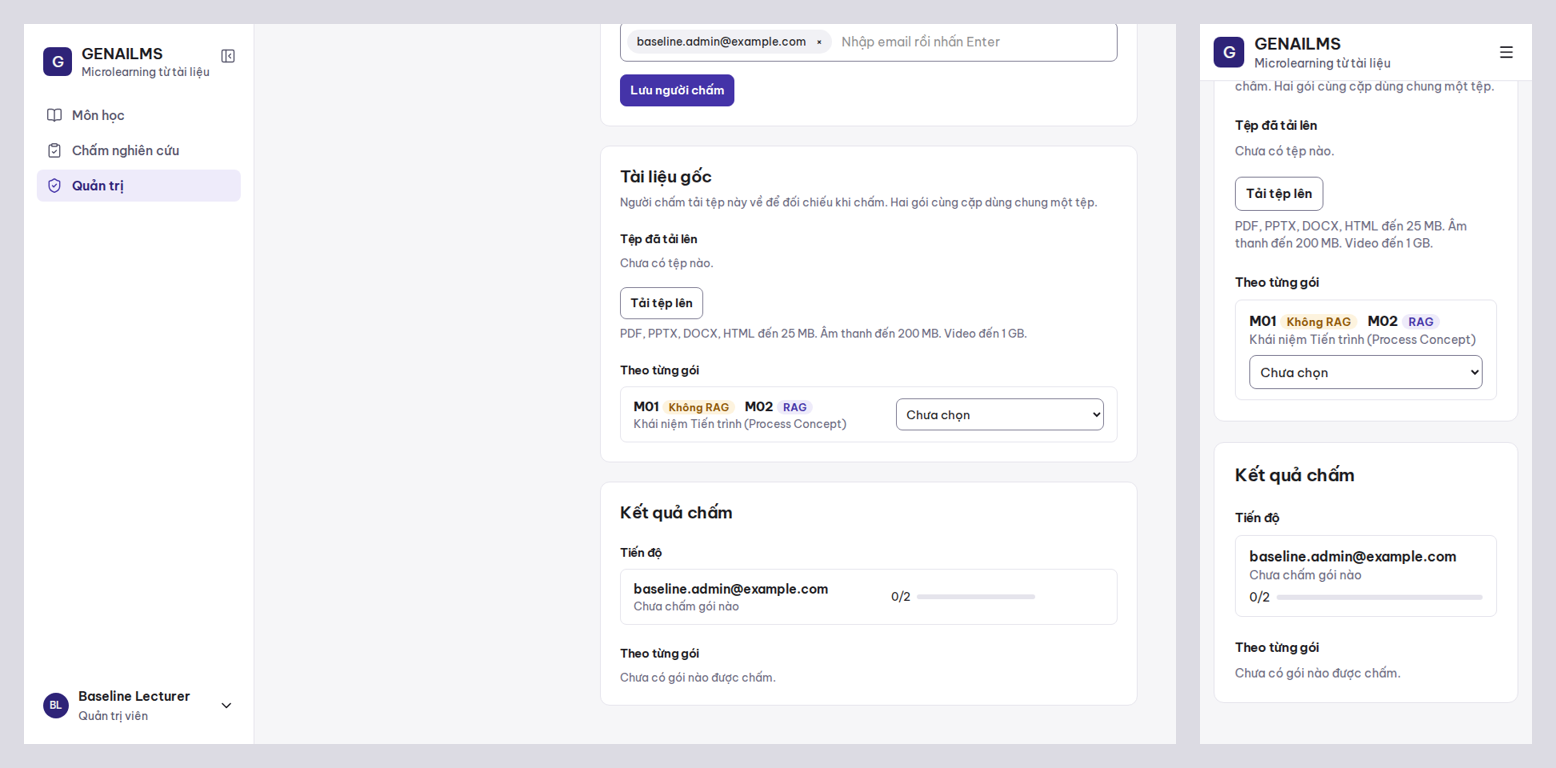 G
GENAILMS
Microlearning từ tài liệu
Môn học
Chấm nghiên cứu
Quản trị
BL
Baseline Lecturer
Quản trị viên
baseline.admin@example.com ×
Nhập email rồi nhấn Enter
Lưu người chấm
Tài liệu gốc
Người chấm tải tệp này về để đối chiếu khi chấm. Hai gói cùng cặp dùng chung một tệp.
Tệp đã tải lên
Chưa có tệp nào.
Tải tệp lên
PDF, PPTX, DOCX, HTML đến 25 MB. Âm thanh đến 200 MB. Video đến 1 GB.
Theo từng gói
M01 Không RAG M02 RAG
Khái niệm Tiến trình (Process Concept)
Chưa chọn
Kết quả chấm
Tiến độ
baseline.admin@example.com
Chưa chấm gói nào
0/2
Theo từng gói
Chưa có gói nào được chấm.
G
GENAILMS
Microlearning từ tài liệu
chấm. Hai gói cùng cặp dùng chung một tệp.
Tệp đã tải lên
Chưa có tệp nào.
Tải tệp lên
PDF, PPTX, DOCX, HTML đến 25 MB. Âm
thanh đến 200 MB. Video đến 1 GB.
Theo từng gói
M01 Không RAG M02 RAG
Khái niệm Tiến trình (Process Concept)
Chưa chọn
Kết quả chấm
Tiến độ
baseline.admin@example.com
Chưa chấm gói nào
0/2
Theo từng gói
Chưa có gói nào được chấm.